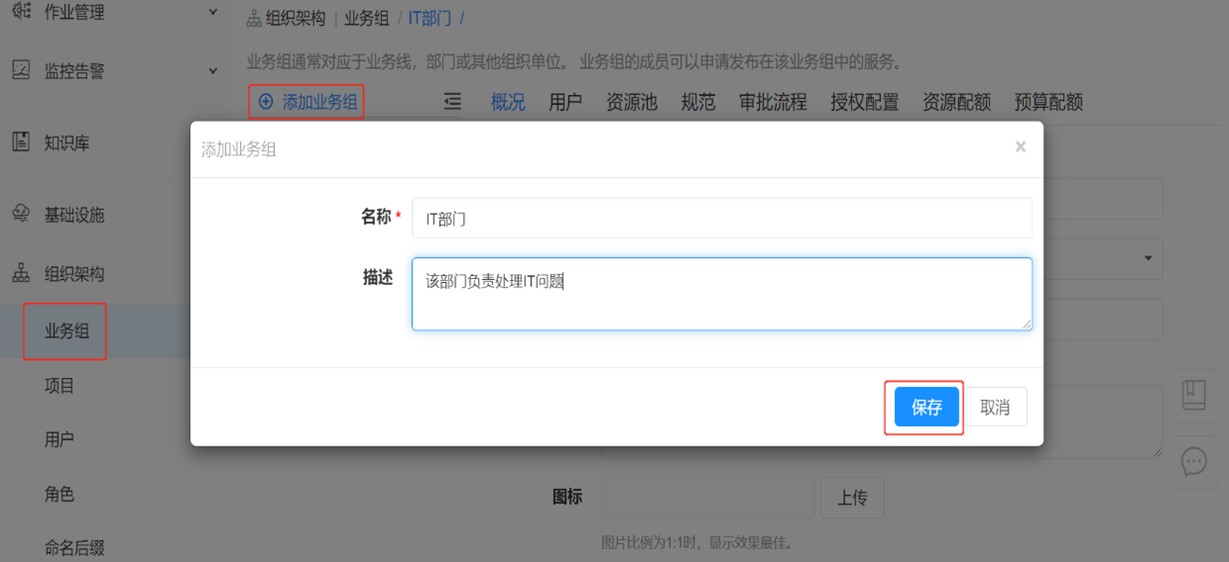 作业管理
组织架构 | 业务组 / IT部门 /
监控告警
业务组通常对应于业务线，部门或其他组织单位。 业务组的成员可以申请发布在该业务组中的服务。
添加业务组
概况 用户 资源池 规范 审批流程 授权配置 资源配额 预算配额
知识库
基础设施
组织架构
业务组
项目
用户
角色
命名后缀
添加业务组 ×
名称 * IT部门
描述 该部门负责处理IT问题
保存 取消
图标 上传
图片比例为1:1时，显示效果最佳。